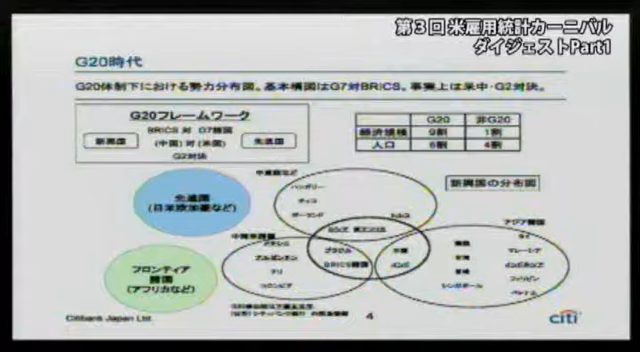 第3回 米雇用統計カーニバル
ダイジェストPart1
G20時代
G20体制下における勢力分布図。基本構図はG7対BRICS。事実上は米中・G2対決。
G20フレームワーク
BRICS 対 G7諸国
新興国
(中国)対(米国)
先進国
G2対決
G20 非G20
経済規模 9割 1割
人口 6割 4割
新興国の分布図
先進国
(日米欧加豪など)
ハンガリー
チェコ
ポーランド
トルコ
アジア諸国
タイ
マレーシア
インドネシア
フィリピン
ベトナム
韓国
台湾
香港
シンガポール
ブラジル
中国
BRICS諸国
インド
メキシコ
アルゼンチン
チリ
コロンビア
フロンティア
諸国
(アフリカなど)
Citibank Japan Ltd.
4
citi